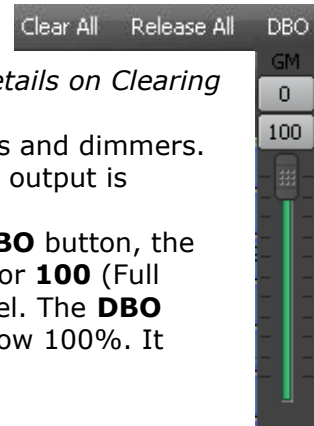 Clear All Release All DBO
GM
0
100
etails on Clearing
s and dimmers.
output is
BO button, the
or 100 (Full
el. The DBO
ow 100%. It